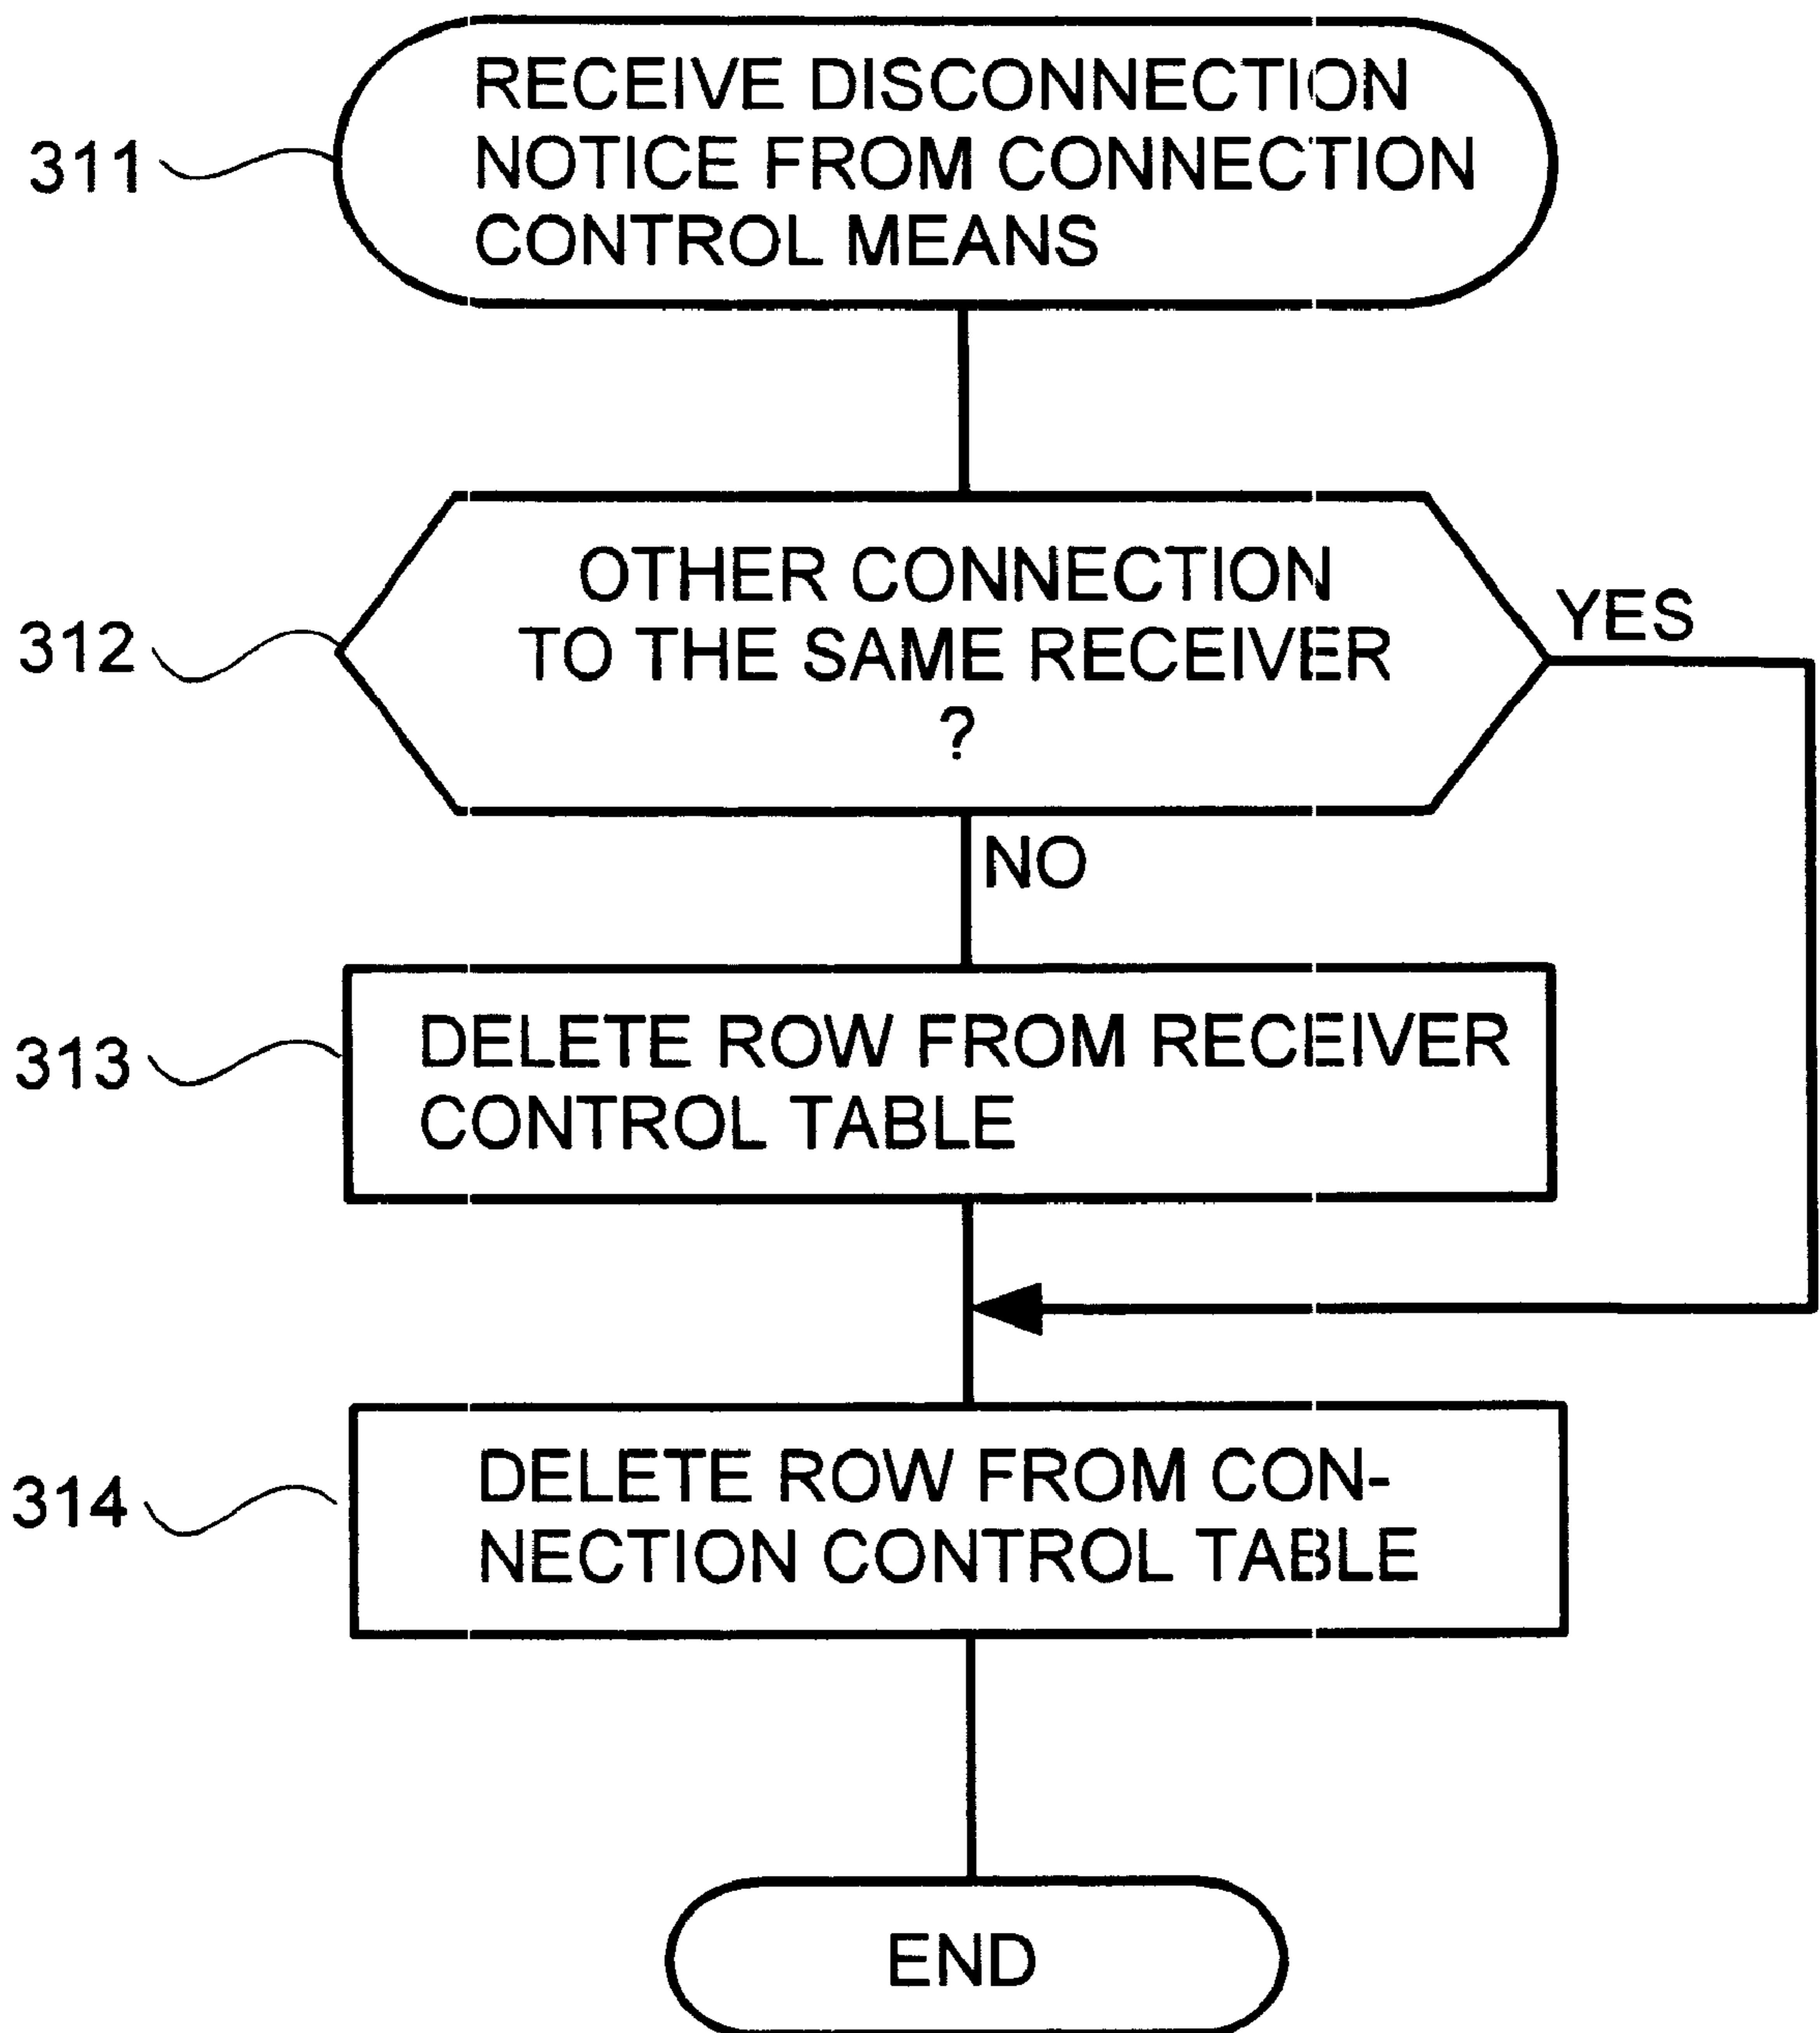 RECEIVE DISCONNECTION
311
NOTICE FROM CONNECTION
CONTROL MEANS
OTHER CONNECTION
YES
312
TO THE SAME RECEIVER
?
NO
DELETE ROW FROM RECEIVER
313
CONTROL TABLE
DELETE ROW FROM CON-
314
NECTION CONTROL TABLE
END